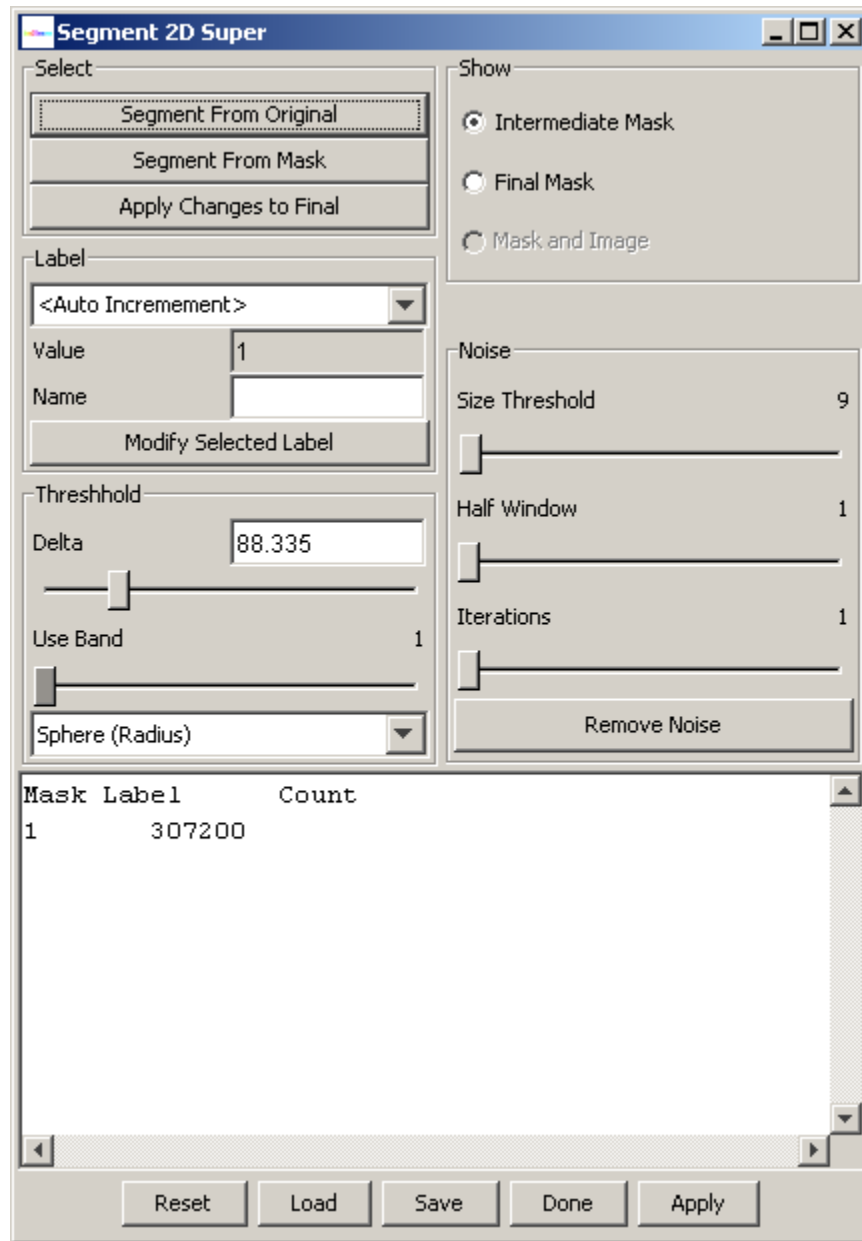 Segment 2D Super
Select
Segment From Original
Segment From Mask
Apply Changes to Final
Label
<Auto Incremement>
Value 1
Name
Modify Selected Label
Threshhold
Delta 88.335
Use Band 1
Sphere (Radius)
Show
Intermediate Mask
Final Mask
Mask and Image
Noise
Size Threshold 9
Half Window 1
Iterations 1
Remove Noise
Mask Label Count
1 307200
Reset Load Save Done Apply